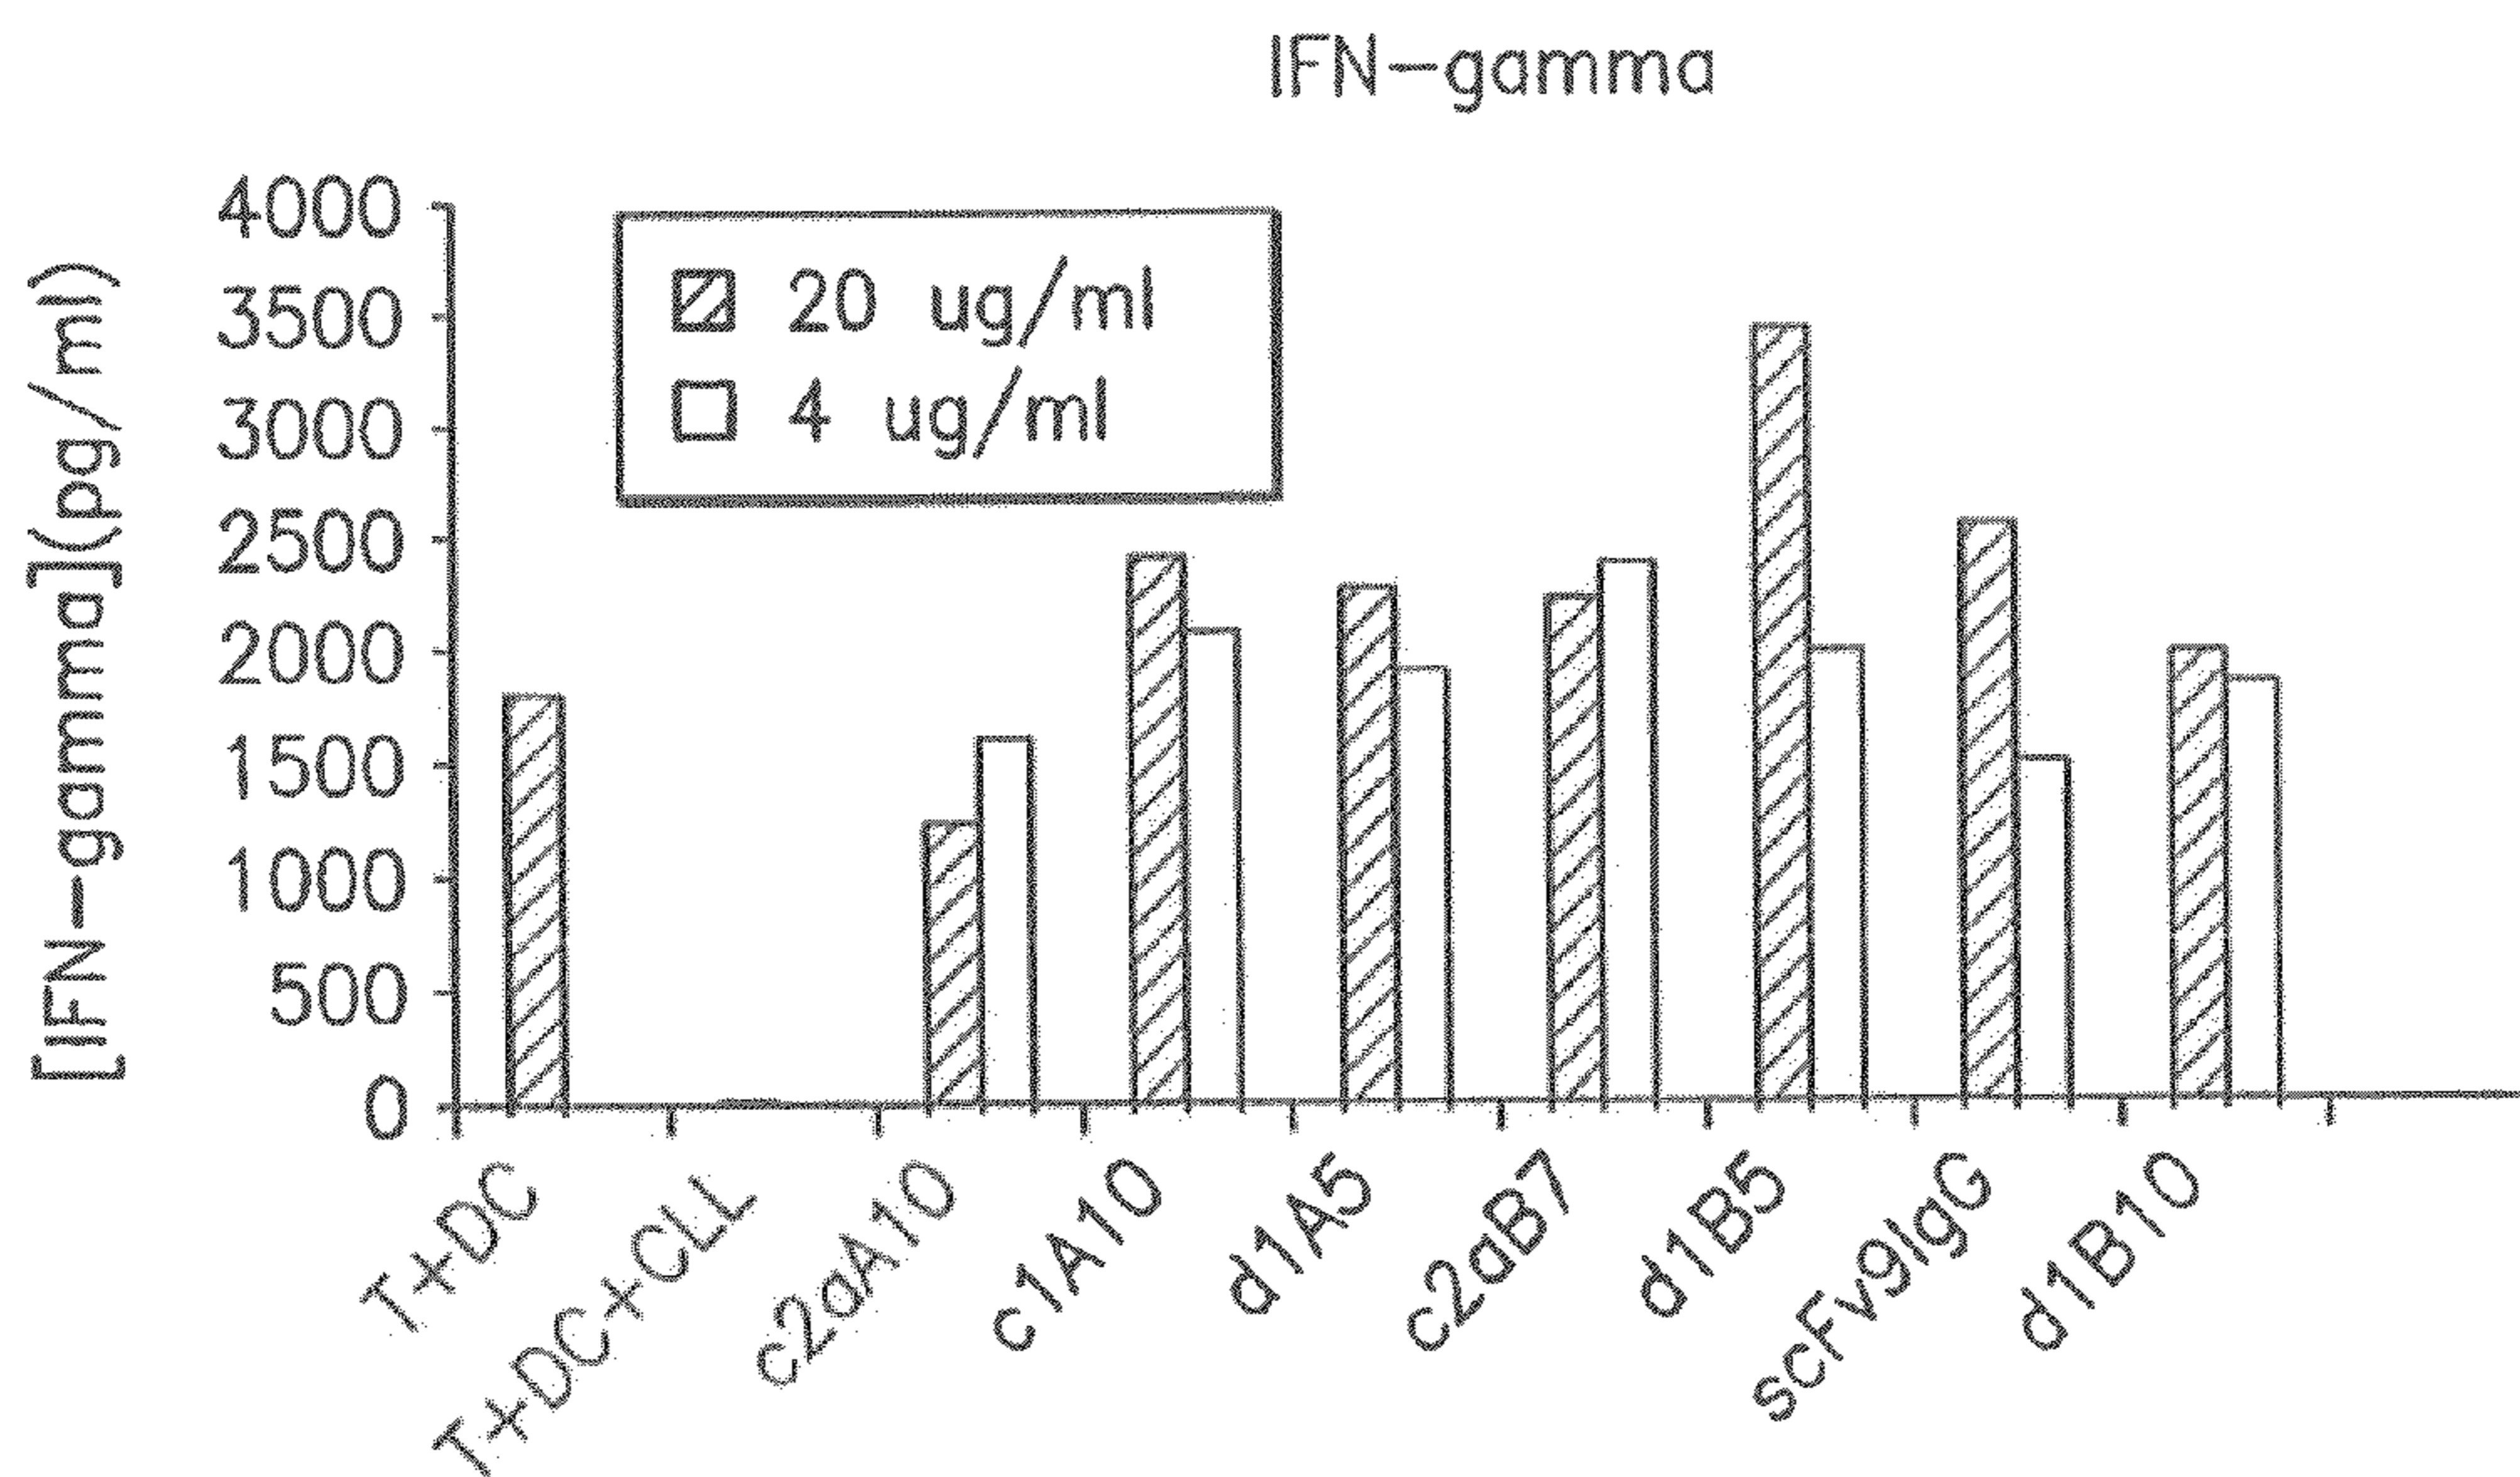 IFN-gamma
[IFN-gamma](pg/ml)
4000
3500
3000
2500
2000
1500
1000
500
0
20 ug/ml
4 ug/ml
T+DC
T+DC+CLL
c2aA10
c1A10
d1A5
c2aB7
d1B5
scFv9IgG
d1B10